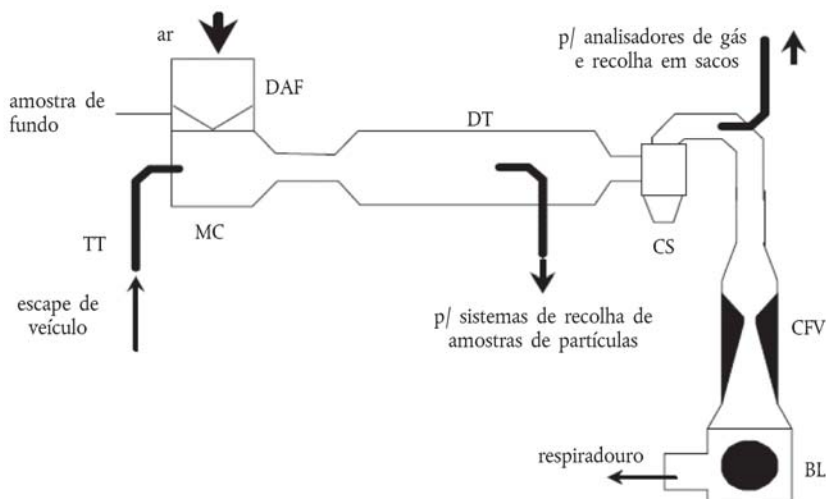 ar
p/ analisadores de gás
e recolha em sacos
DAF
amostra de
fundo
DT
MC
CS
TT
escape de
veículo
p/ sistemas de recolha de
amostras de partículas
CFV
respiradouro
BL